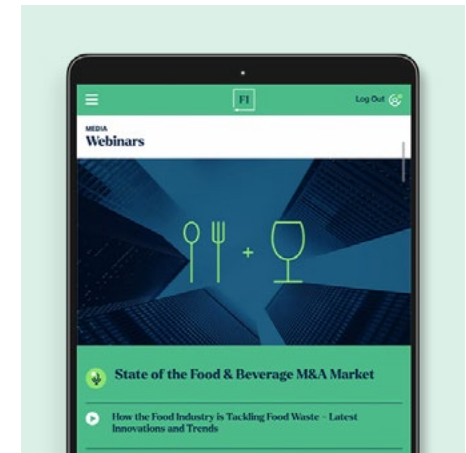 FI
Log Out
MEDIA
Webinars
State of the Food & Beverage M&A Market
How the Food Industry is Tackling Food Waste – Latest
Innovations and Trends